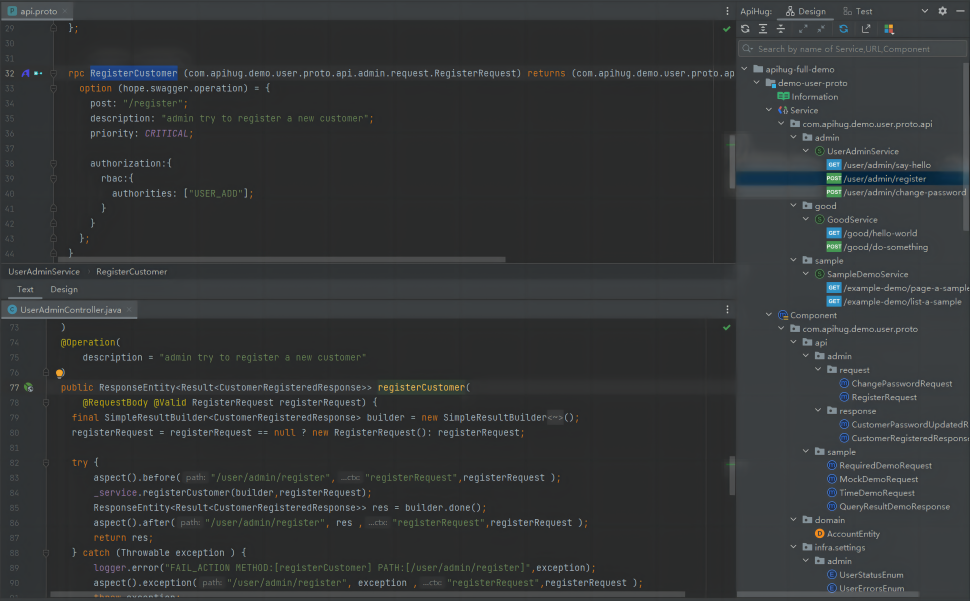 api.proto
29 };
30
31
32 rpc RegisterCustomer (com.apihug.demo.user.proto.api.admin.request.RegisterRequest) returns (com.apihug.demo.user.proto.ap
33 option (hope.swagger.operation) = {
34 post: "/register";
35 description: "admin try to register a new customer";
36 priority: CRITICAL;
37
38 authorization:{
39 rbac:{
40 authorities: ["USER_ADD"];
41 }
42 }
43 };
44 }
UserAdminService RegisterCustomer
Text Design
UserAdminController.java
73 }
74 @Operation(
75 description = "admin try to register a new customer"
76 )
77 public ResponseEntity<Result<CustomerRegisteredResponse>> registerCustomer(
78 @RequestBody @Valid RegisterRequest registerRequest) {
79 final SimpleResultBuilder<CustomerRegisteredResponse> builder = new SimpleResultBuilder<~>();
80 registerRequest = registerRequest == null ? new RegisterRequest(): registerRequest;
81
82 try {
83 aspect().before( path: "/user/admin/register", ...ctx: "registerRequest",registerRequest );
84 _service.registerCustomer(builder,registerRequest);
85 ResponseEntity<Result<CustomerRegisteredResponse>> res = builder.done();
86 aspect().after( path: "/user/admin/register", res , ...ctx: "registerRequest",registerRequest );
87 return res;
88 } catch (Throwable exception ) {
89 logger.error("FAIL_ACTION METHOD:[registerCustomer] PATH:[/user/admin/register]",exception);
90 aspect().exception( path: "/user/admin/register", exception , ...ctx: "registerRequest",registerRequest );
91 throw exception;
ApiHug: Design Test
Search by name of Service,URL,Component
apihug-full-demo
demo-user-proto
Information
Service
com.apihug.demo.user.proto.api
admin
UserAdminService
GET /user/admin/say-hello
POST /user/admin/register
POST /user/admin/change-password
good
GoodService
GET /good/hello-world
POST /good/do-something
sample
SampleDemoService
GET /example-demo/page-a-sample
GET /example-demo/list-a-sample
Component
com.apihug.demo.user.proto
api
admin
request
ChangePasswordRequest
RegisterRequest
response
CustomerPasswordUpdatedR
CustomerRegisteredResponse
sample
RequiredDemoRequest
MockDemoRequest
TimeDemoRequest
QueryResultDemoResponse
domain
AccountEntity
infra.settings
admin
UserStatusEnum
UserErrorsEnum